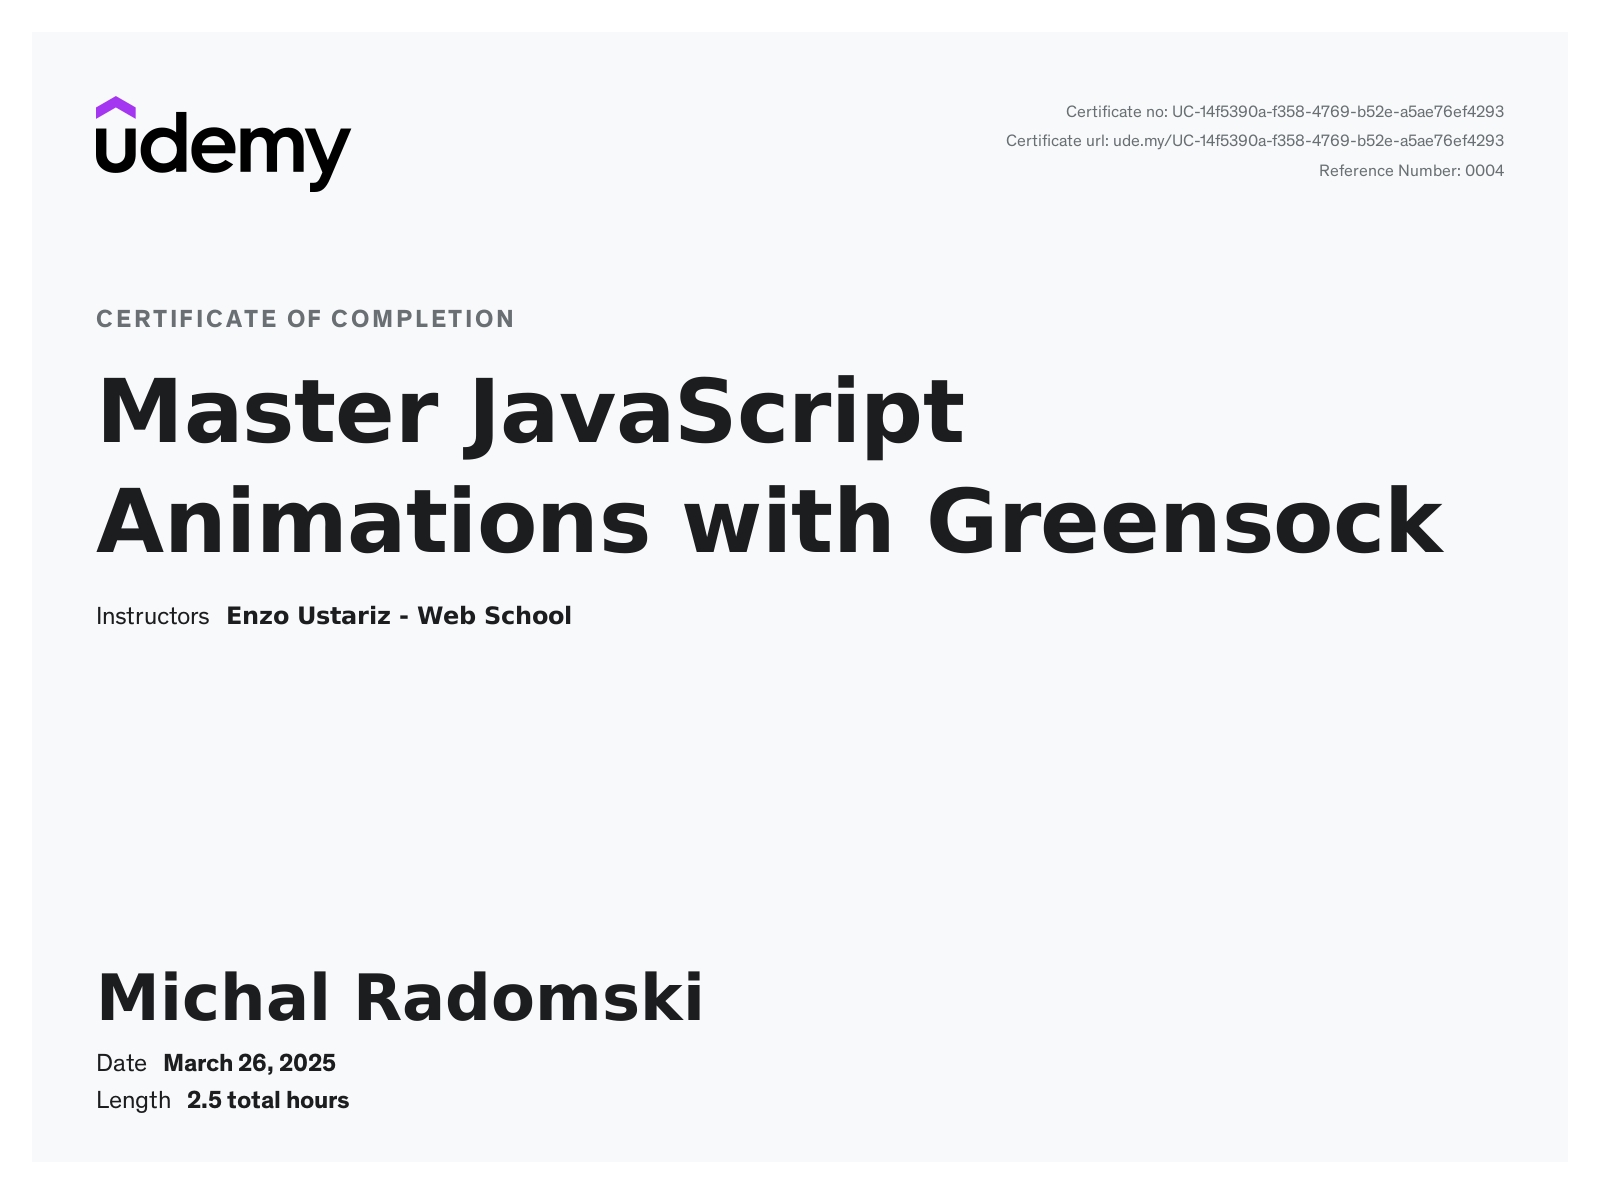 udemy
Certificate no: UC-14f5390a-f358-4769-b52e-a5ae76ef4293
Certificate url: ude.my/UC-14f5390a-f358-4769-b52e-a5ae76ef4293
Reference Number: 0004
CERTIFICATE OF COMPLETION
Master JavaScript
Animations with Greensock
Instructors Enzo Ustariz - Web School
Michal Radomski
Date March 26, 2025
Length 2.5 total hours